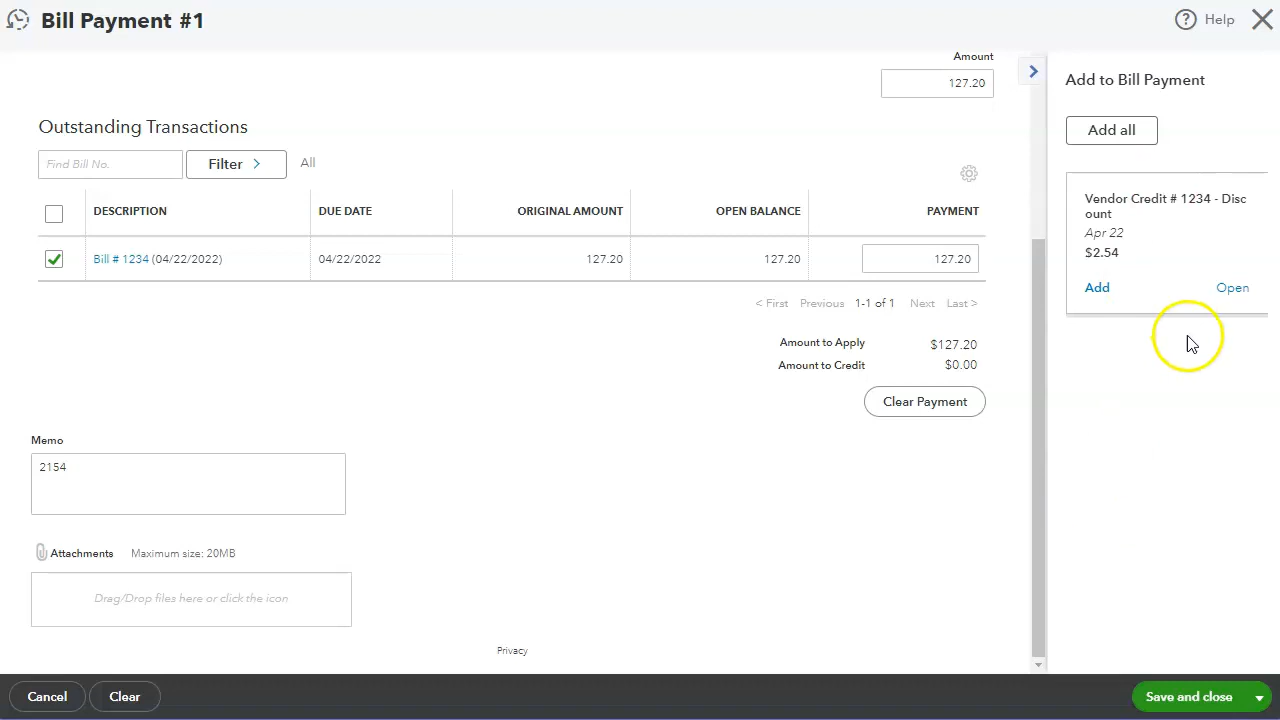 Bill Payment #1
Help
Amount
127.20
Outstanding Transactions
Find Bill No.
Filter >
All
DESCRIPTION DUE DATE ORIGINAL AMOUNT OPEN BALANCE PAYMENT
Bill # 1234 (04/22/2022) 04/22/2022 127.20 127.20 127.20
< First Previous 1-1 of 1 Next Last >
Amount to Apply $127.20
Amount to Credit $0.00
Clear Payment
Memo
2154
Attachments Maximum size: 20MB
Drag/Drop files here or click the icon
Privacy
Add to Bill Payment
Add all
Vendor Credit # 1234 - Disc
ount
Apr 22
$2.54
Add Open
Cancel Clear Save and close